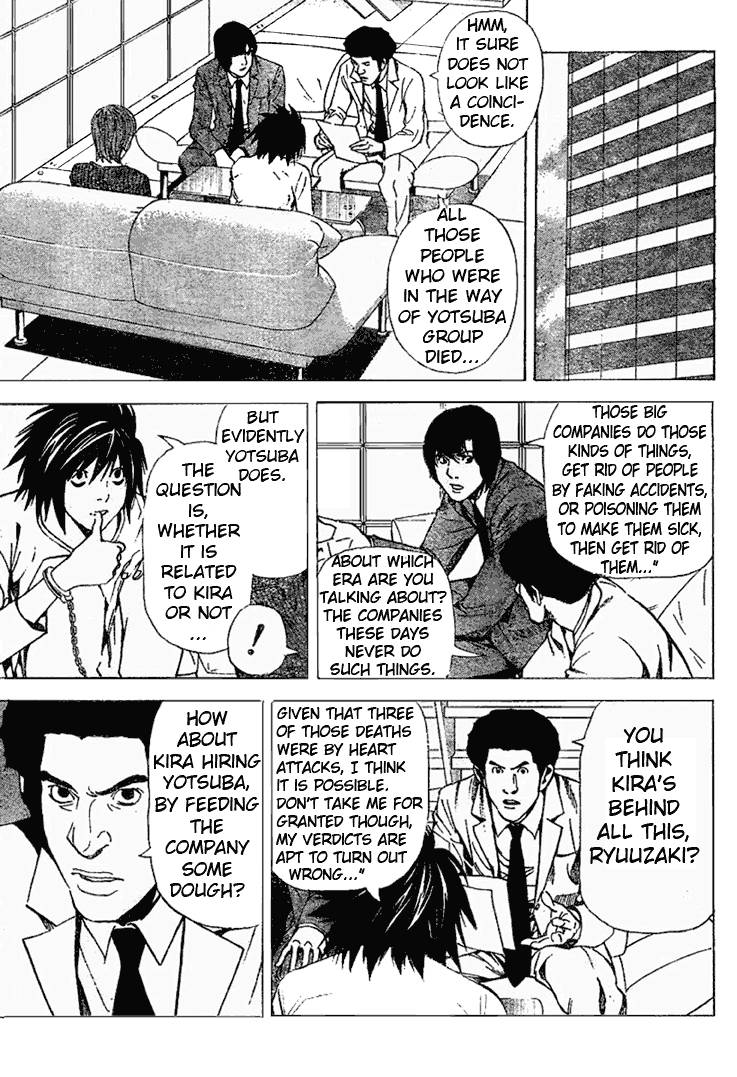 HMM,
IT SURE
DOES NOT
LOOK LIKE
A COINCI-
DENCE.
ALL
THOSE
PEOPLE
WHO WERE
IN THE WAY
OF YOTSUBA
GROUP
DIED...
THOSE BIG
COMPANIES DO THOSE
KINDS OF THINGS,
GET RID OF PEOPLE
BY FAKING ACCIDENTS,
OR POISONING THEM
TO MAKE THEM SICK,
THEN GET RID OF
THEM..."
ABOUT WHICH
ERA ARE YOU
TALKING ABOUT?
THE COMPANIES
THESE DAYS
NEVER DO
SUCH THINGS.
BUT
EVIDENTLY
YOTSUBA
DOES.
THE
QUESTION
IS,
WHETHER
IT IS
RELATED
TO KIRA
OR NOT
...
!
YOU
THINK
KIRA'S
BEHIND
ALL THIS,
RYUUZAKI?
GIVEN THAT THREE
OF THOSE DEATHS
WERE BY HEART
ATTACKS, I THINK
IT IS POSSIBLE.
DON'T TAKE ME FOR
GRANTED THOUGH,
MY VERDICTS ARE
APT TO TURN OUT
WRONG..."
HOW
ABOUT
KIRA HIRING
YOTSUBA,
BY FEEDING
THE
COMPANY
SOME
DOUGH?